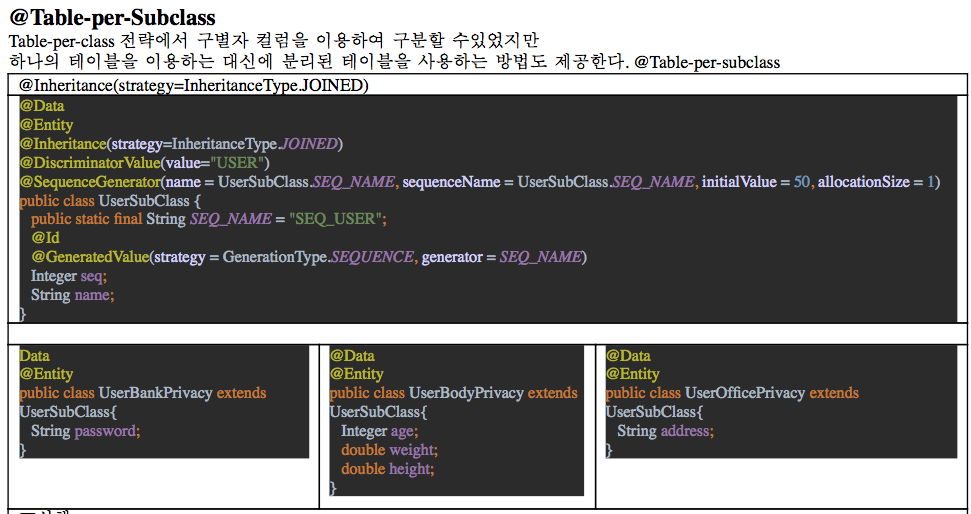 @Table-per-Subclass
Table-per-class 전략에서 구별자 컬럼을 이용하여 구분할 수있었지만
하나의 테이블을 이용하는 대신에 분리된 테이블을 사용하는 방법도 제공한다. @Table-per-subclass
@Inheritance(strategy=InheritanceType.JOINED)
@Data
@Entity
@Inheritance(strategy=InheritanceType.JOINED)
@DiscriminatorValue(value="USER")
@SequenceGenerator(name = UserSubClass.SEQ_NAME, sequenceName = UserSubClass.SEQ_NAME, initialValue = 50, allocationSize = 1)
public class UserSubClass {
public static final String SEQ_NAME = "SEQ_USER";
@Id
@GeneratedValue(strategy = GenerationType.SEQUENCE, generator = SEQ_NAME)
Integer seq;
String name;
}
Data
@Entity
public class UserBankPrivacy extends
UserSubClass{
String password;
}
@Data
@Entity
public class UserBodyPrivacy extends
UserSubClass{
Integer age;
double weight;
double height;
}
@Data
@Entity
public class UserOfficePrivacy extends
UserSubClass{
String address;
}